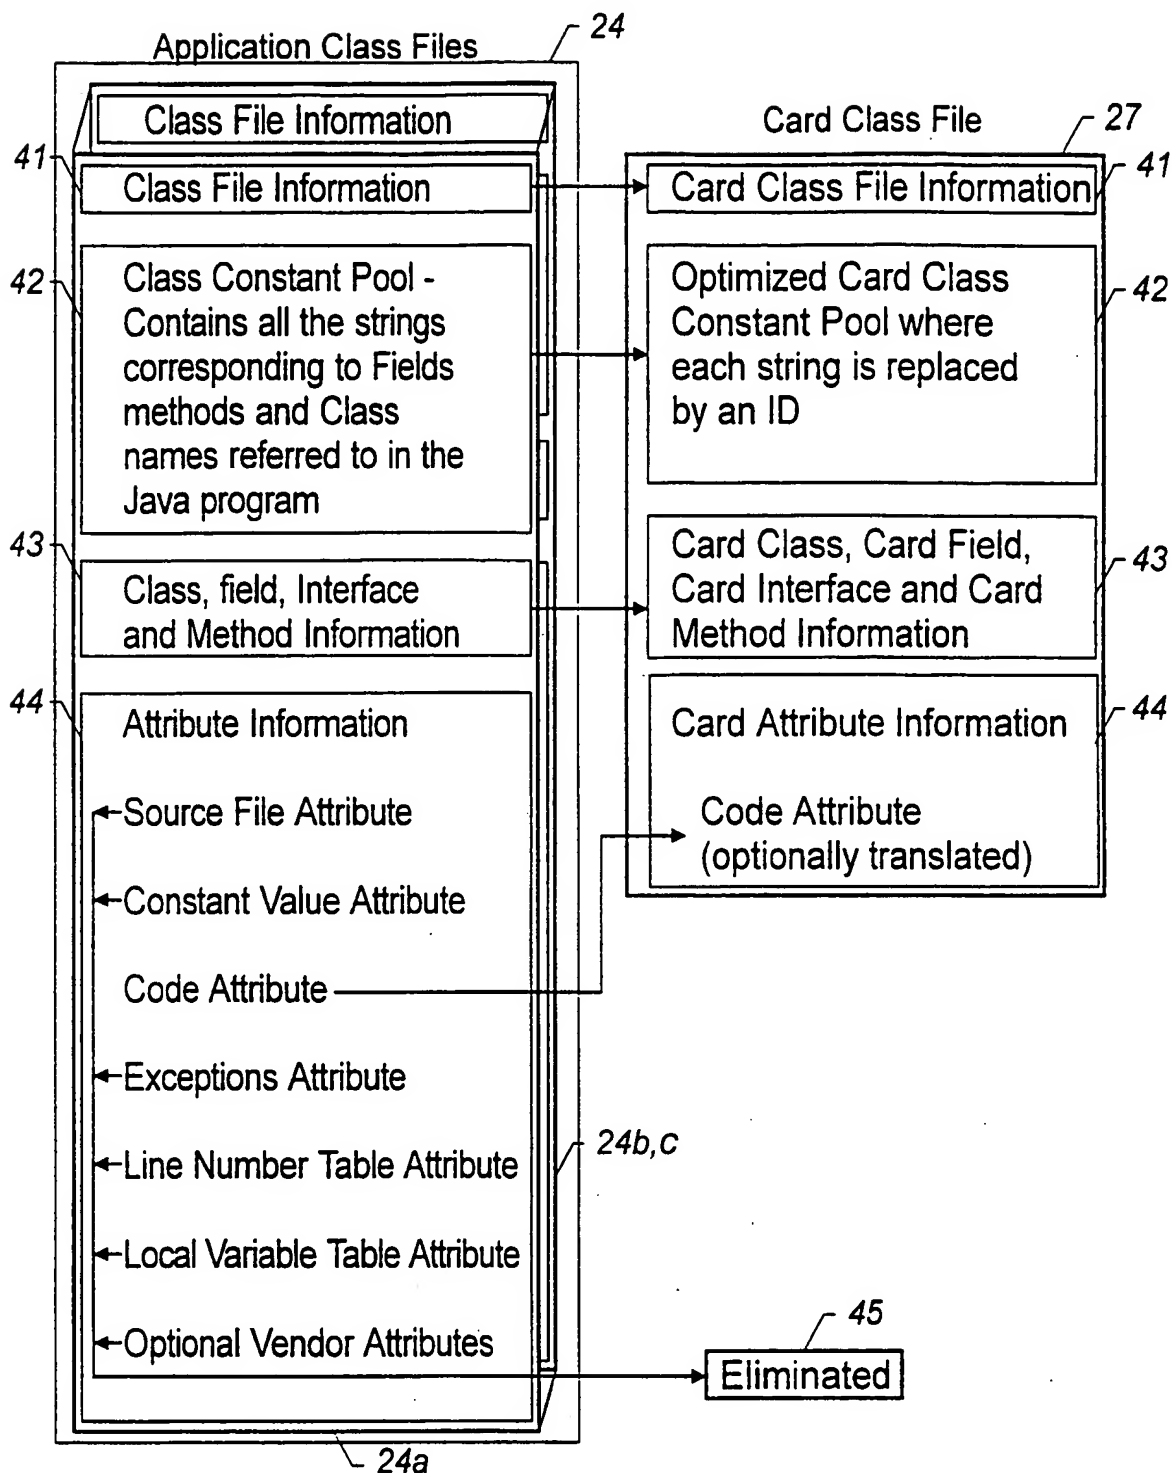 Application Class Files
24
Class File Information
41
Class File Information
42
Class Constant Pool -
Contains all the strings
corresponding to Fields
methods and Class
names referred to in the
Java program
43
Class, field, Interface
and Method Information
44
Attribute Information
Source File Attribute
Constant Value Attribute
Code Attribute
Exceptions Attribute
Line Number Table Attribute
Local Variable Table Attribute
Optional Vendor Attributes
24b,c
24a
Card Class File
27
Card Class File Information
41
Optimized Card Class
Constant Pool where
each string is replaced
by an ID
42
Card Class, Card Field,
Card Interface and Card
Method Information
43
Card Attribute Information
44
Code Attribute
(optionally translated)
45
Eliminated